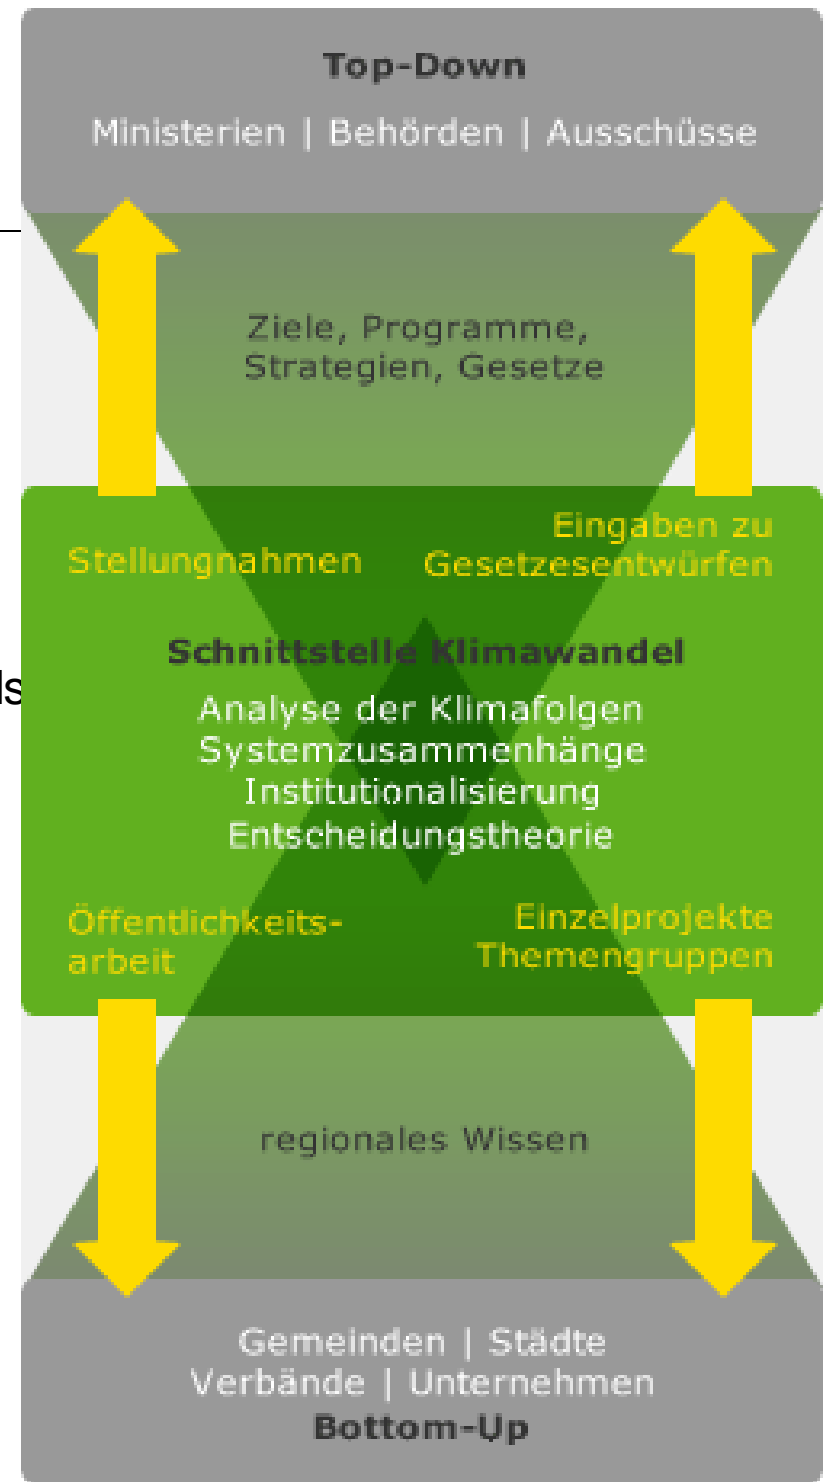 Top-Down
Ministerien | Behörden | Ausschüsse
Ziele, Programme,
Strategien, Gesetze
Stellungnahmen
Eingaben zu
Gesetzesentwürfen
Schnittstelle Klimawandel
ls
Analyse der Klimafolgen
Systemzusammenhänge
Institutionalisierung
Entscheidungstheorie
Öffentlichkeits-
arbeit
Einzelprojekte
Themengruppen
regionales Wissen
Gemeinden | Städte
Verbände | Unternehmen
Bottom-Up